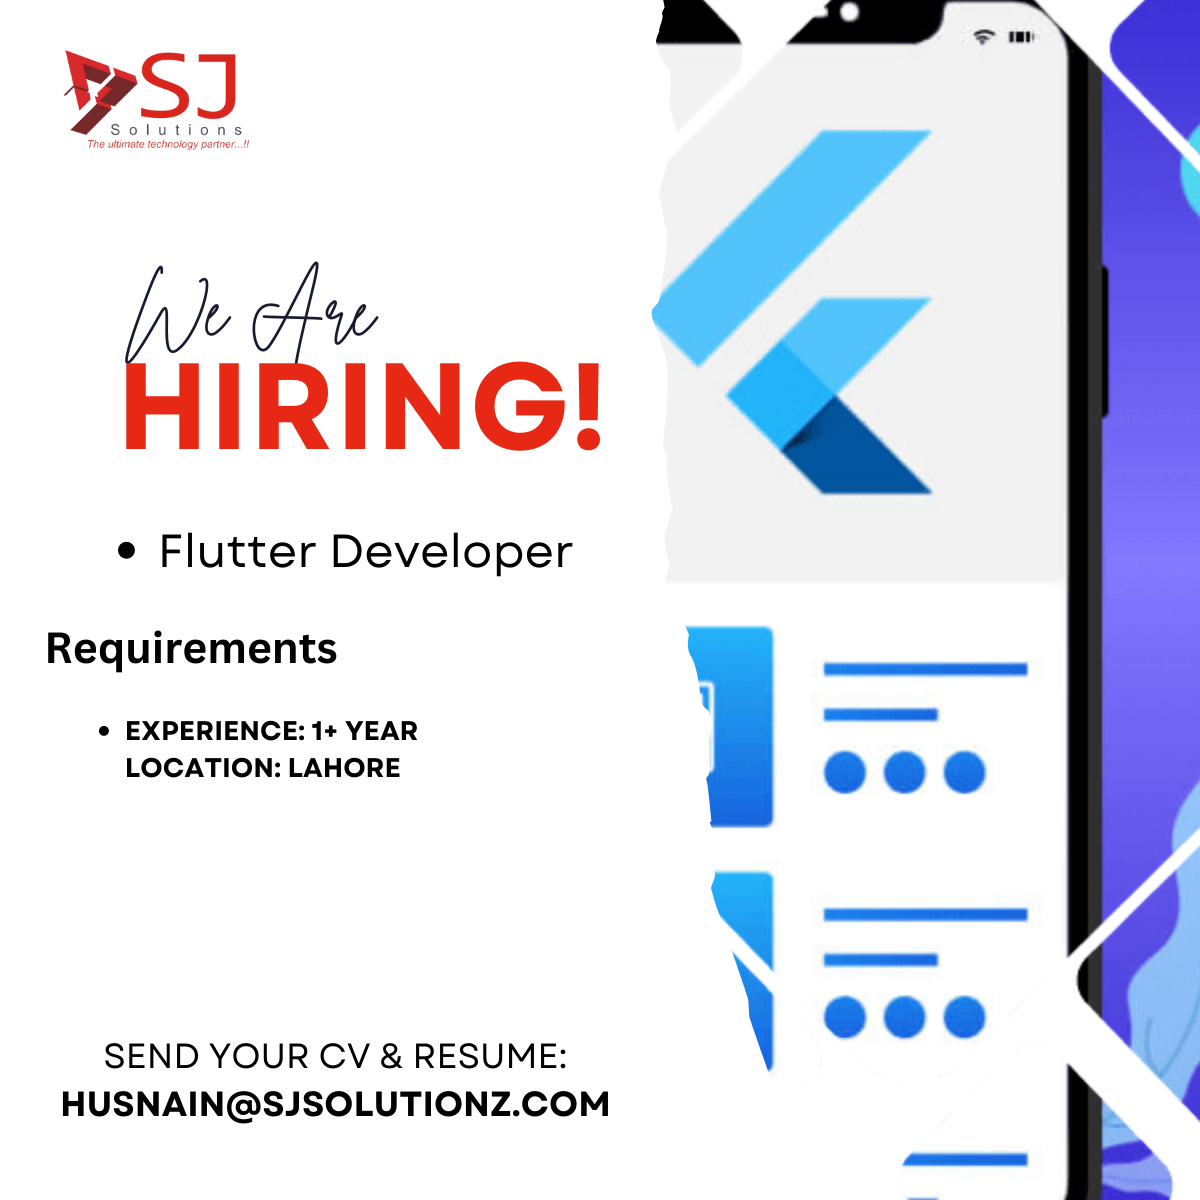 SJ
Solutions
The ultimate technology partner...!!
We Are
HIRING!
• Flutter Developer
Requirements
• EXPERIENCE: 1+ YEAR
LOCATION: LAHORE
SEND YOUR CV & RESUME:
HUSNAIN@SJSOLUTIONZ.COM